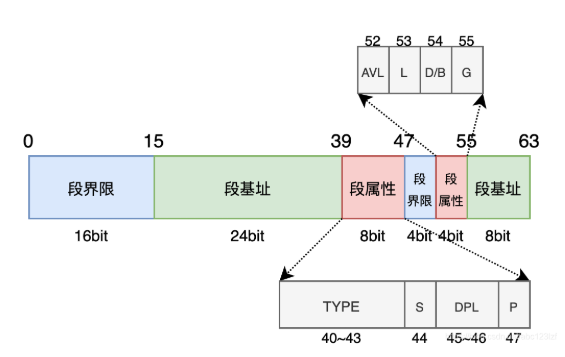 52 53 54 55
AVL L D/B G
0 15 39 47 55 63
段界限 段基址 段属性 段界限 段属性 段基址
16bit 24bit 8bit 4bit 4bit 8bit
TYPE S DPL P
40~43 44 45~46 47